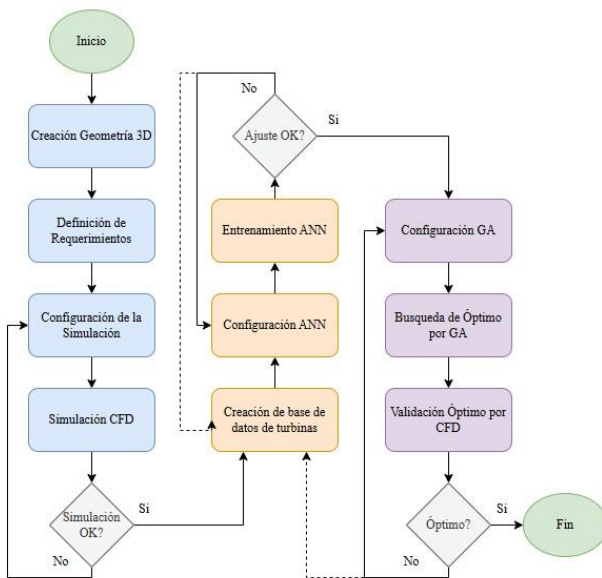 Inicio
Creación Geometría 3D
Definición de
Requerimientos
Configuración de la
Simulación
Simulación CFD
Simulación
OK?
Si
No
Creación de base de
datos de turbinas
Configuración ANN
Entrenamiento ANN
Ajuste OK?
No
Si
Configuración GA
Busqueda de Óptimo
por GA
Validación Óptimo por
CFD
Óptimo?
Si
No
Fin